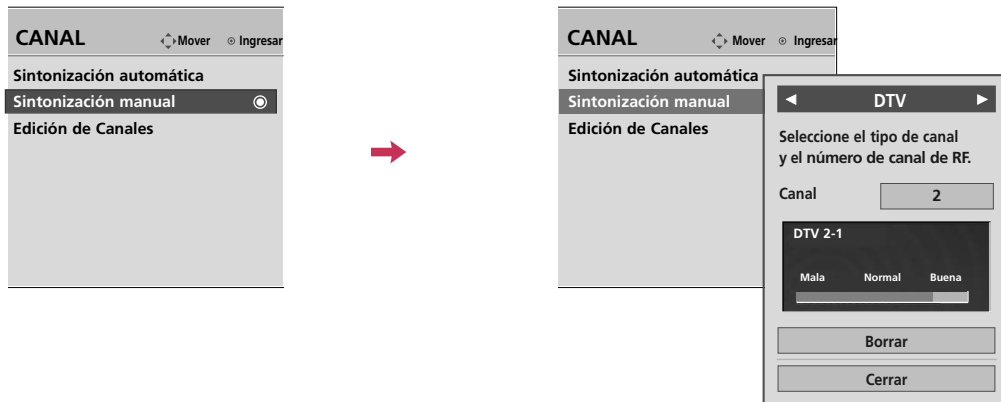 CANAL
Mover
Ingresar
Sintonización automática
Sintonización manual
Edición de Canales
CANAL
Mover
Ingresar
Sintonización automática
Sintonización manual
Edición de Canales
DTV
Seleccione el tipo de canal
y el número de canal de RF.
Canal 2
DTV 2-1
Mala Normal Buena
Borrar
Cerrar